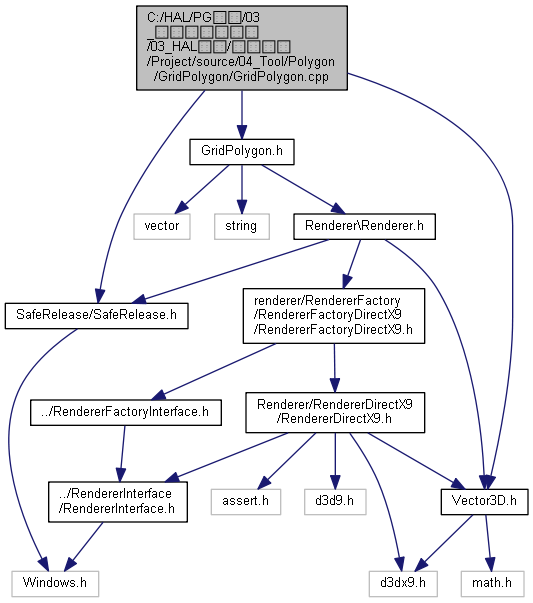 C:/HAL/PG/03
_
/03_HAL/
/Project/source/04_Tool/Polygon
/GridPolygon/GridPolygon.cpp
GridPolygon.h
vector
string
Renderer\Renderer.h
SafeRelease/SafeRelease.h
renderer/RendererFactory
/RendererFactoryDirectX9
/RendererFactoryDirectX9.h
../RendererFactoryInterface.h
Renderer/RendererDirectX9
/RendererDirectX9.h
../RendererInterface
/RendererInterface.h
assert.h
d3d9.h
Vector3D.h
Windows.h
d3dx9.h
math.h